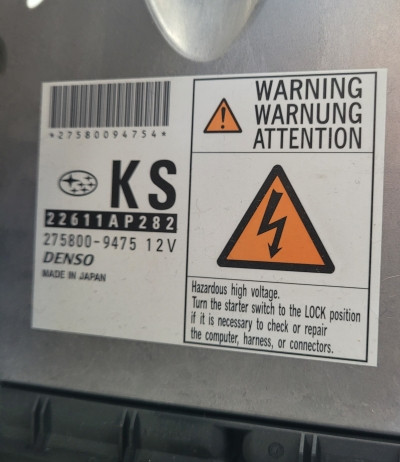 *27580094754*
KS
22611AP282
275800-9475 12V
DENSO
MADE IN JAPAN
WARNING
WARNUNG
ATTENTION
Hazardous high voltage.
Turn the starter switch to the LOCK position
if it is necessary to check or repair
the computer, harness, or connectors.